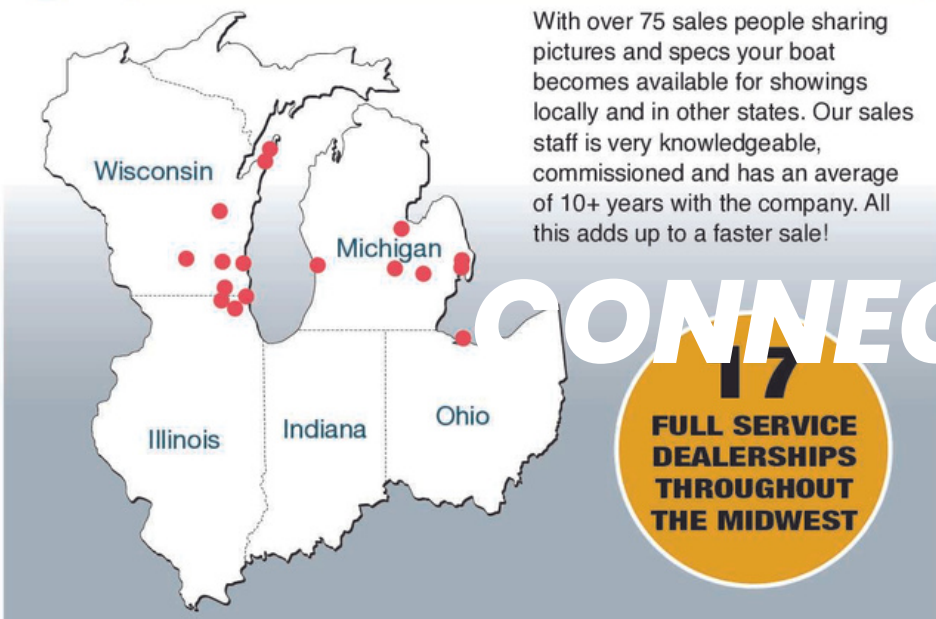 With over 75 sales people sharing
pictures and specs your boat
becomes available for showings
locally and in other states. Our sales
staff is very knowledgeable,
commissioned and has an average
of 10+ years with the company. All
this adds up to a faster sale!
Wisconsin
Michigan
Illinois
Indiana
Ohio
CONNEC
17
FULL SERVICE
DEALERSHIPS
THROUGHOUT
THE MIDWEST